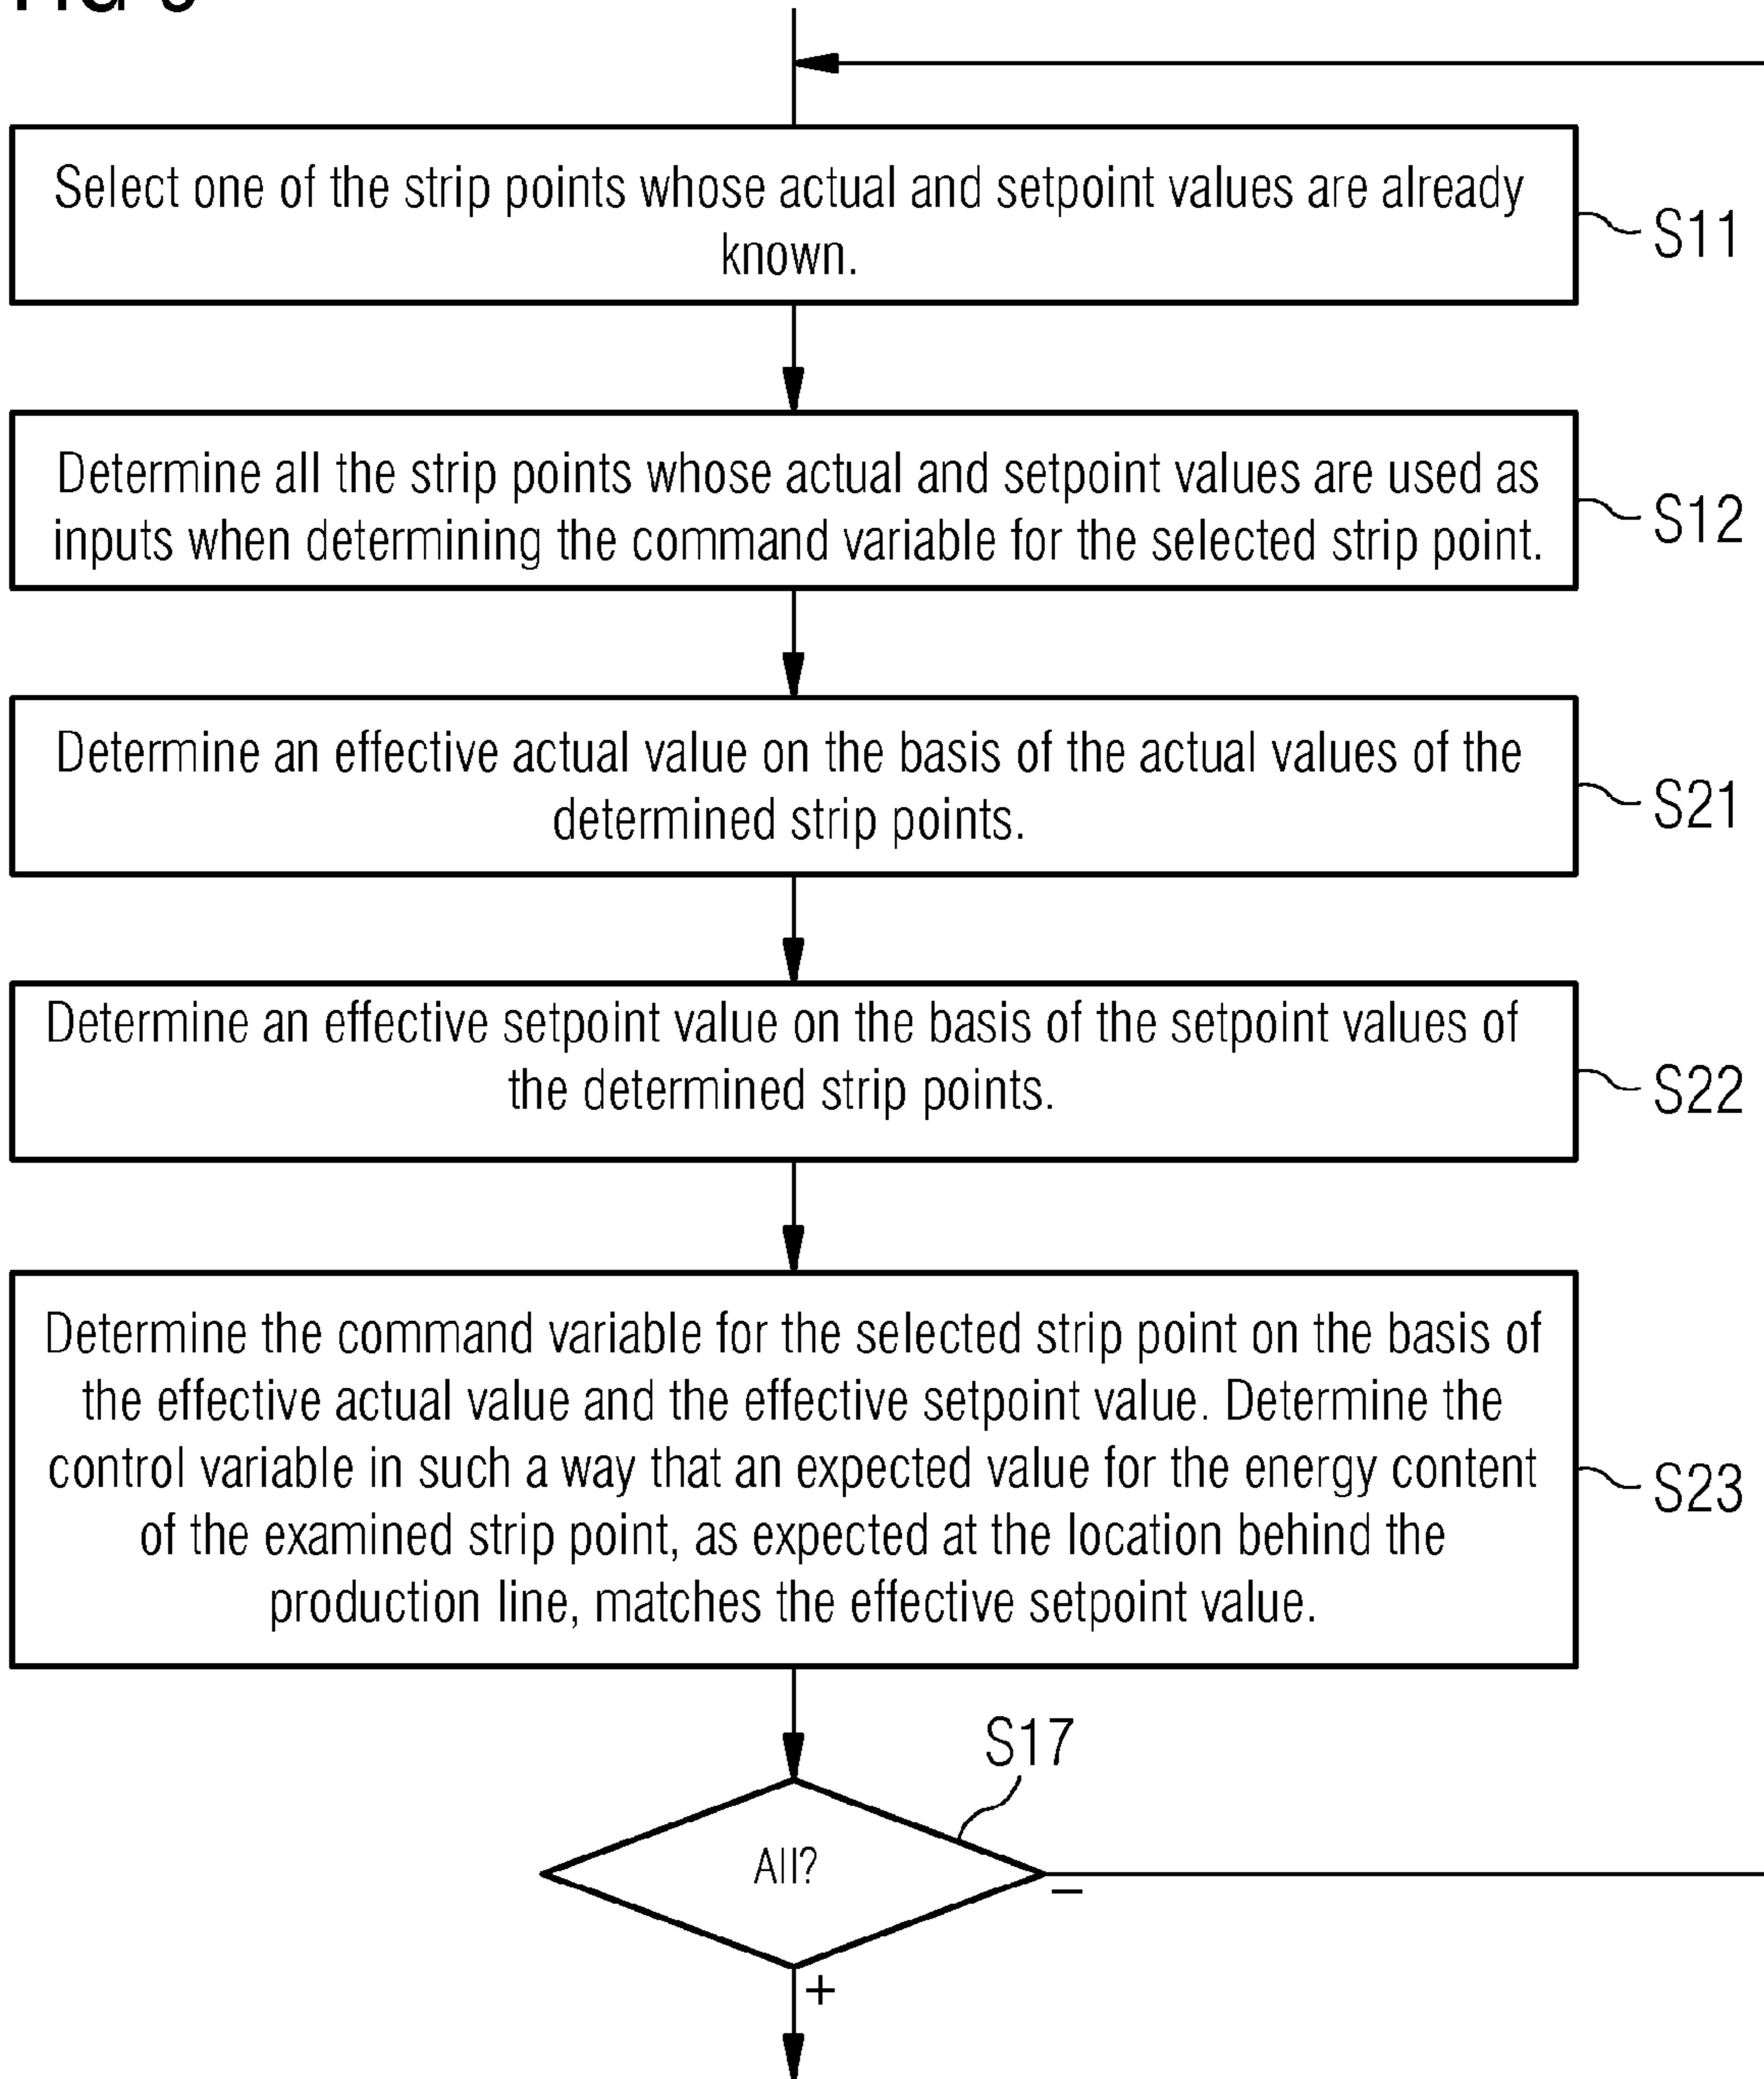 Select one of the strip points whose actual and setpoint values are already
known.
S11
Determine all the strip points whose actual and setpoint values are used as
inputs when determining the command variable for the selected strip point.
S12
Determine an effective actual value on the basis of the actual values of the
determined strip points.
S21
Determine an effective setpoint value on the basis of the setpoint values of
the determined strip points.
S22
Determine the command variable for the selected strip point on the basis of
the effective actual value and the effective setpoint value. Determine the
control variable in such a way that an expected value for the energy content
of the examined strip point, as expected at the location behind the
production line, matches the effective setpoint value.
S23
S17
All?
–
+